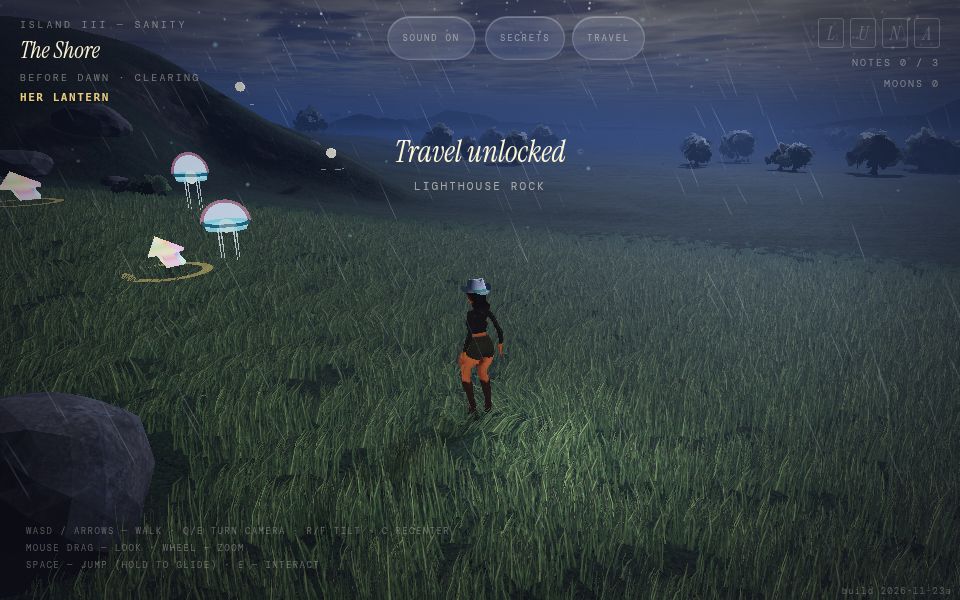 ISLAND III — SANITY
The Shore
BEFORE DAWN · CLEARING
HER LANTERN
SOUND ON
SECRETS
TRAVEL
L U N A
NOTES 0 / 3
MOONS 0
Travel unlocked
LIGHTHOUSE ROCK
WASD / ARROWS — WALK · Q/E TURN CAMERA · R/F TILT · C RECENTER
MOUSE DRAG — LOOK · WHEEL — ZOOM
SPACE — JUMP (HOLD TO GLIDE) · E — INTERACT
build 2026-11-23a